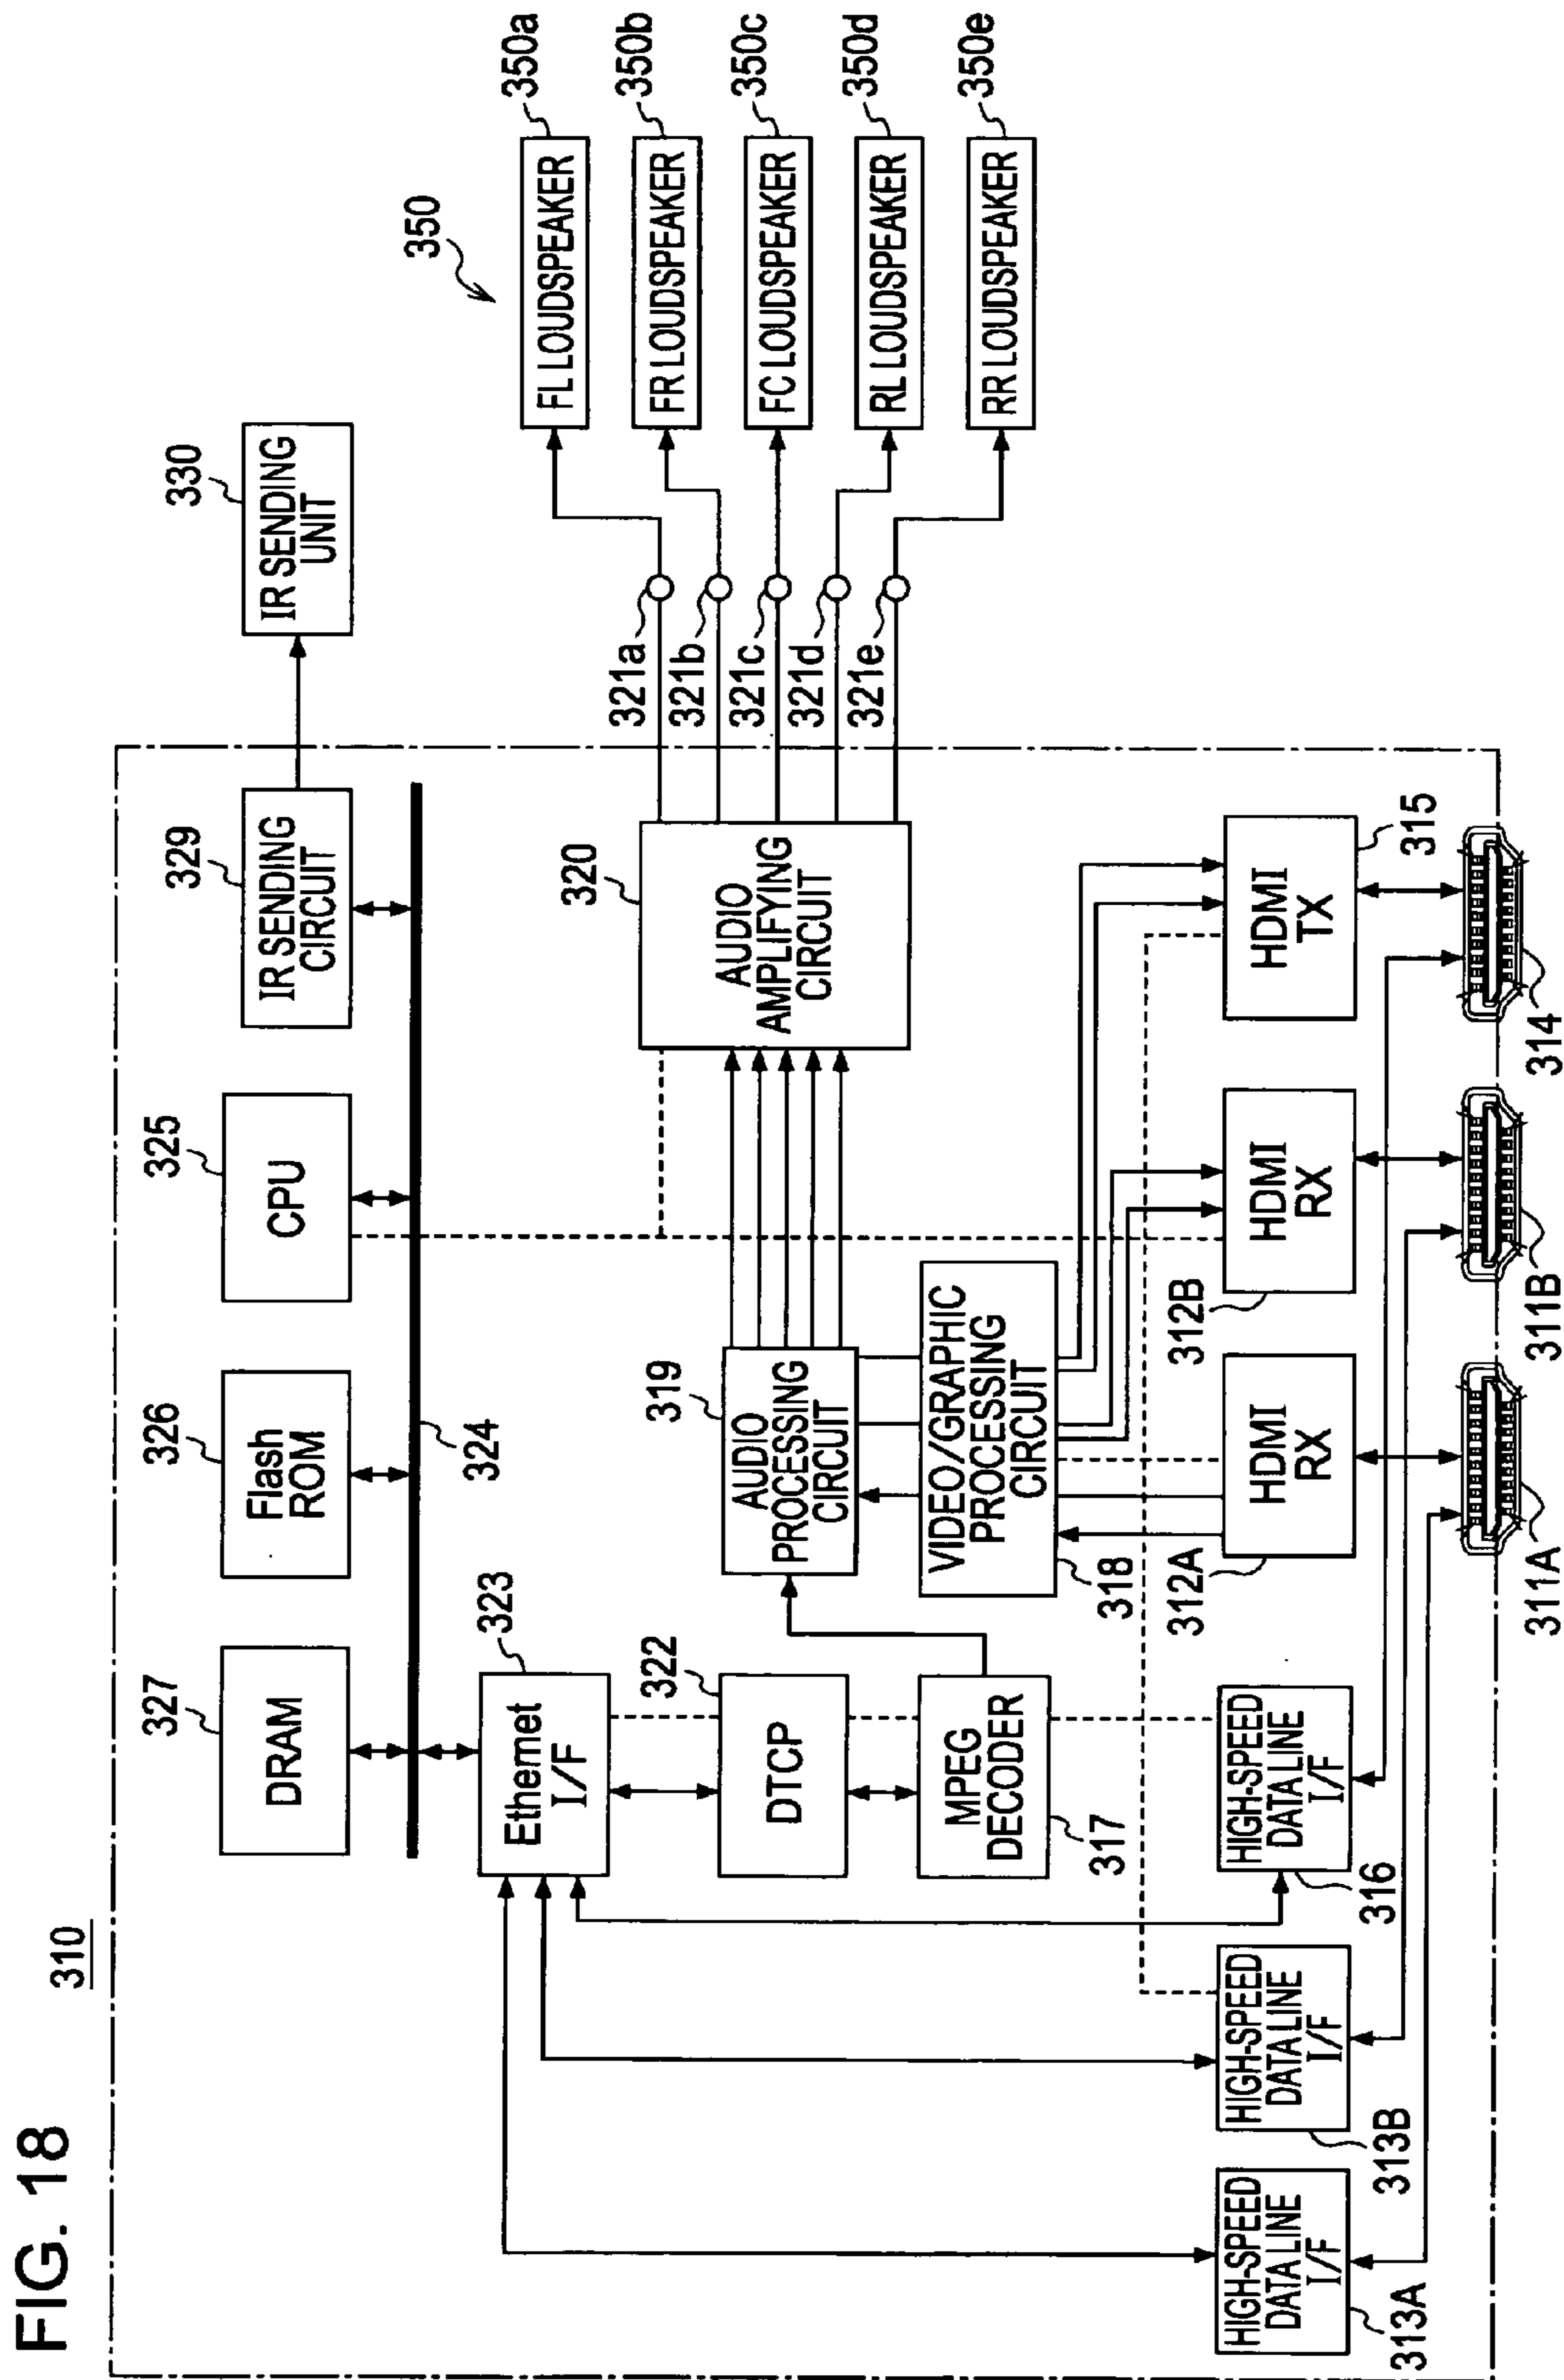 FIG. 18
310
327
DRAM
326
Flash
ROM
325
CPU
329
IR SENDING
CIRCUIT
330
IR SENDING
UNIT
324
323
Ethernet
I/F
322
DTCP
MPEG
DECODER
317
319
AUDIO
PROCESSING
CIRCUIT
VIDEO/GRAPHIC
PROCESSING
CIRCUIT
318
320
AUDIO
AMPLIFYING
CIRCUIT
321a
321b
321c
321d
321e
350
FL LOUDSPEAKER
350a
FR LOUDSPEAKER
350b
FC LOUDSPEAKER
350c
RL LOUDSPEAKER
350d
RR LOUDSPEAKER
350e
HIGH-SPEED
DATA LINE
I/F
313A
HIGH-SPEED
DATA LINE
I/F
313B
HIGH-SPEED
DATA LINE
I/F
316
312A
HDMI
RX
312B
HDMI
RX
HDMI
TX
315
311A
311B
314